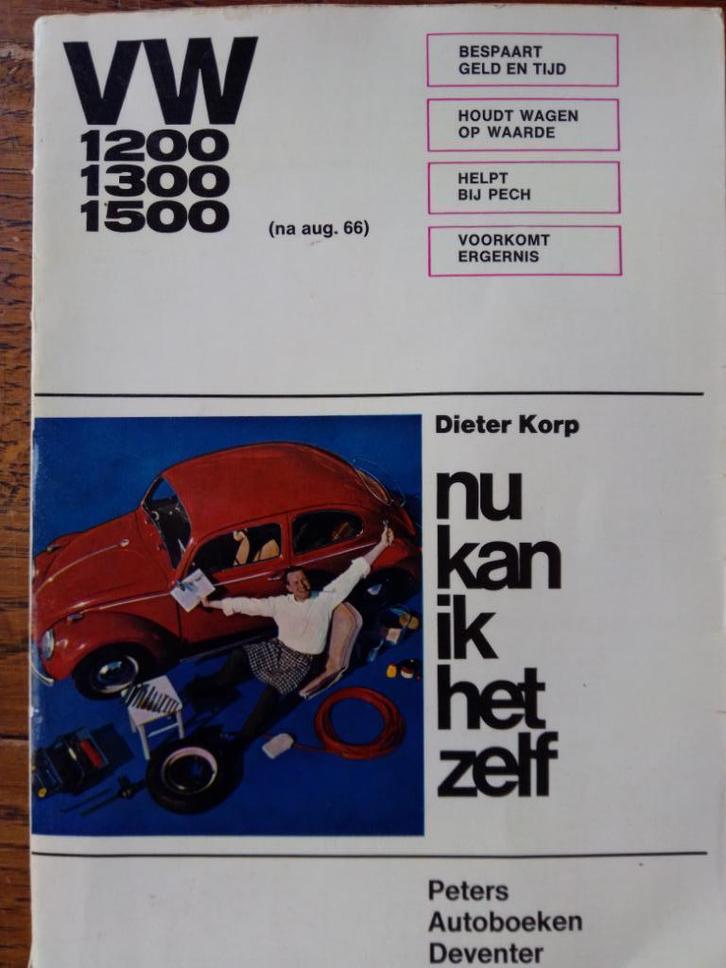 VW
1200
1300
1500
(na aug. 66)
BESPAART
GELD EN TIJD
HOUDT WAGEN
OP WAARDE
HELPT
BIJ PECH
VOORKOMT
ERGERNIS
Dieter Korp
nu
kan
ik
het
zelf
Peters
Autoboeken
Deventer